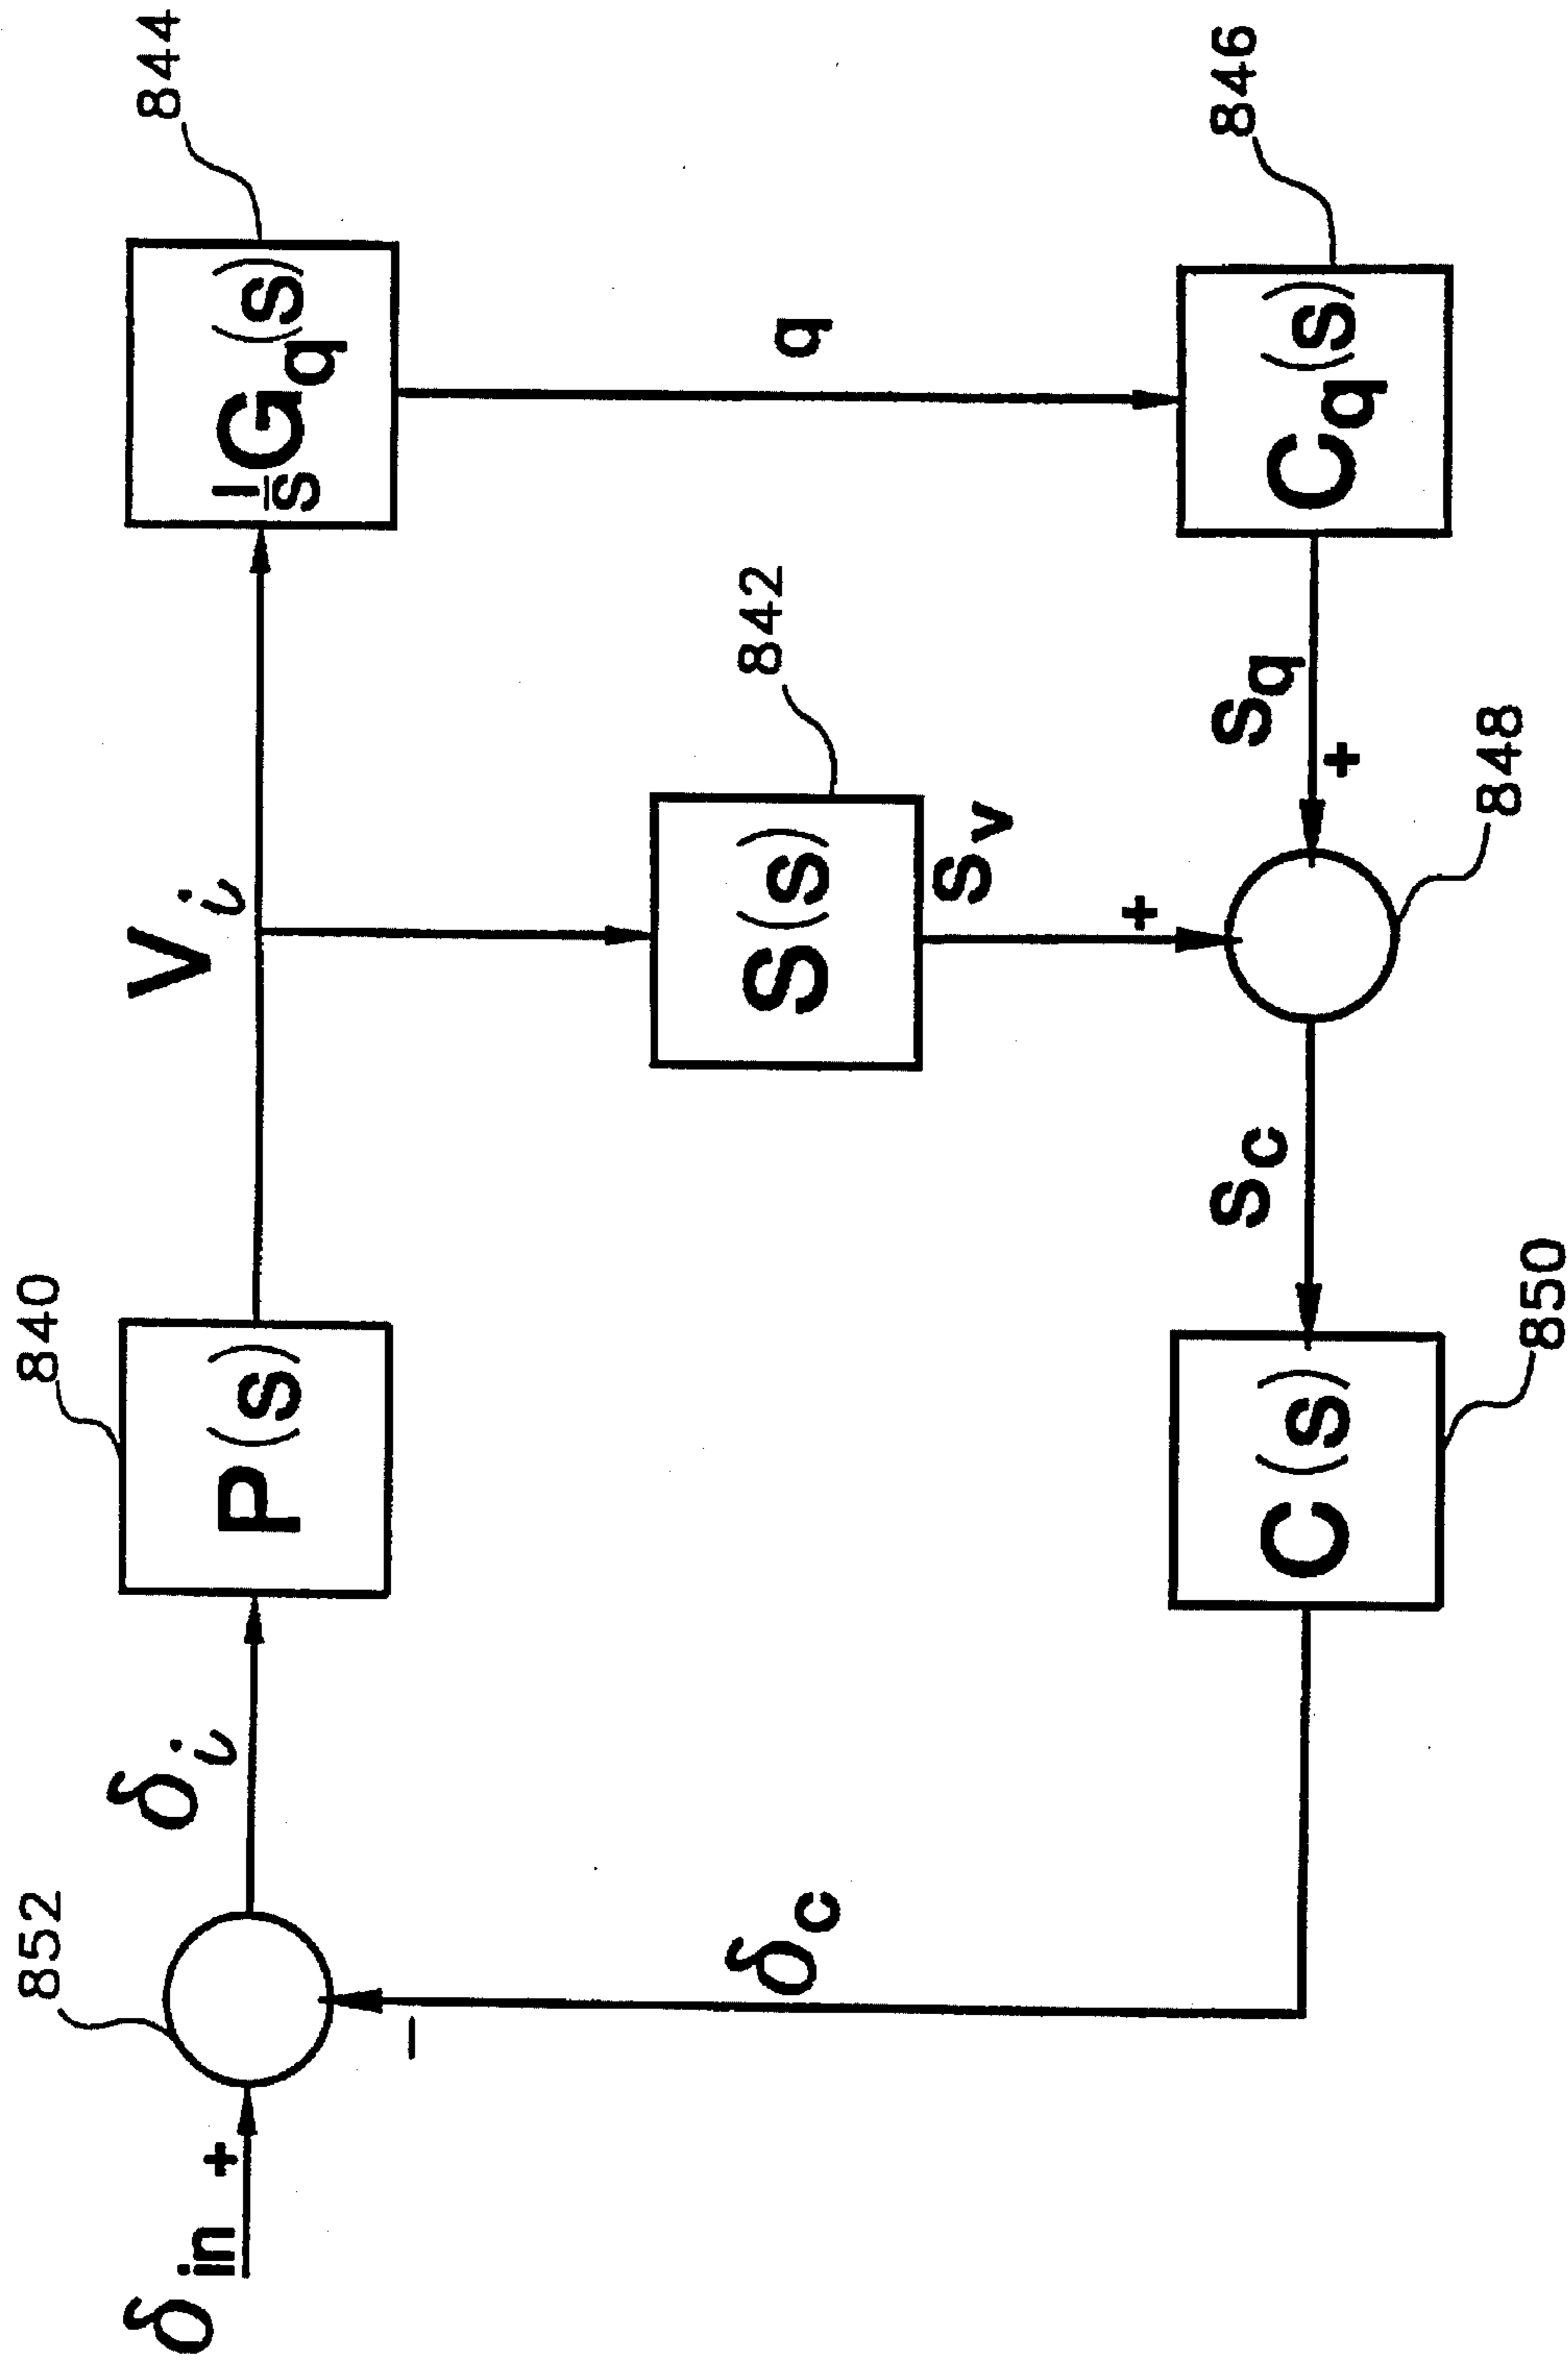 852
840
844
δin
+
δi
P(s)
Vi
1/s Gq(s)
−
δc
S(s)
842
sv
+
q
C(s)
sc
sq
+
Cq(s)
850
848
846